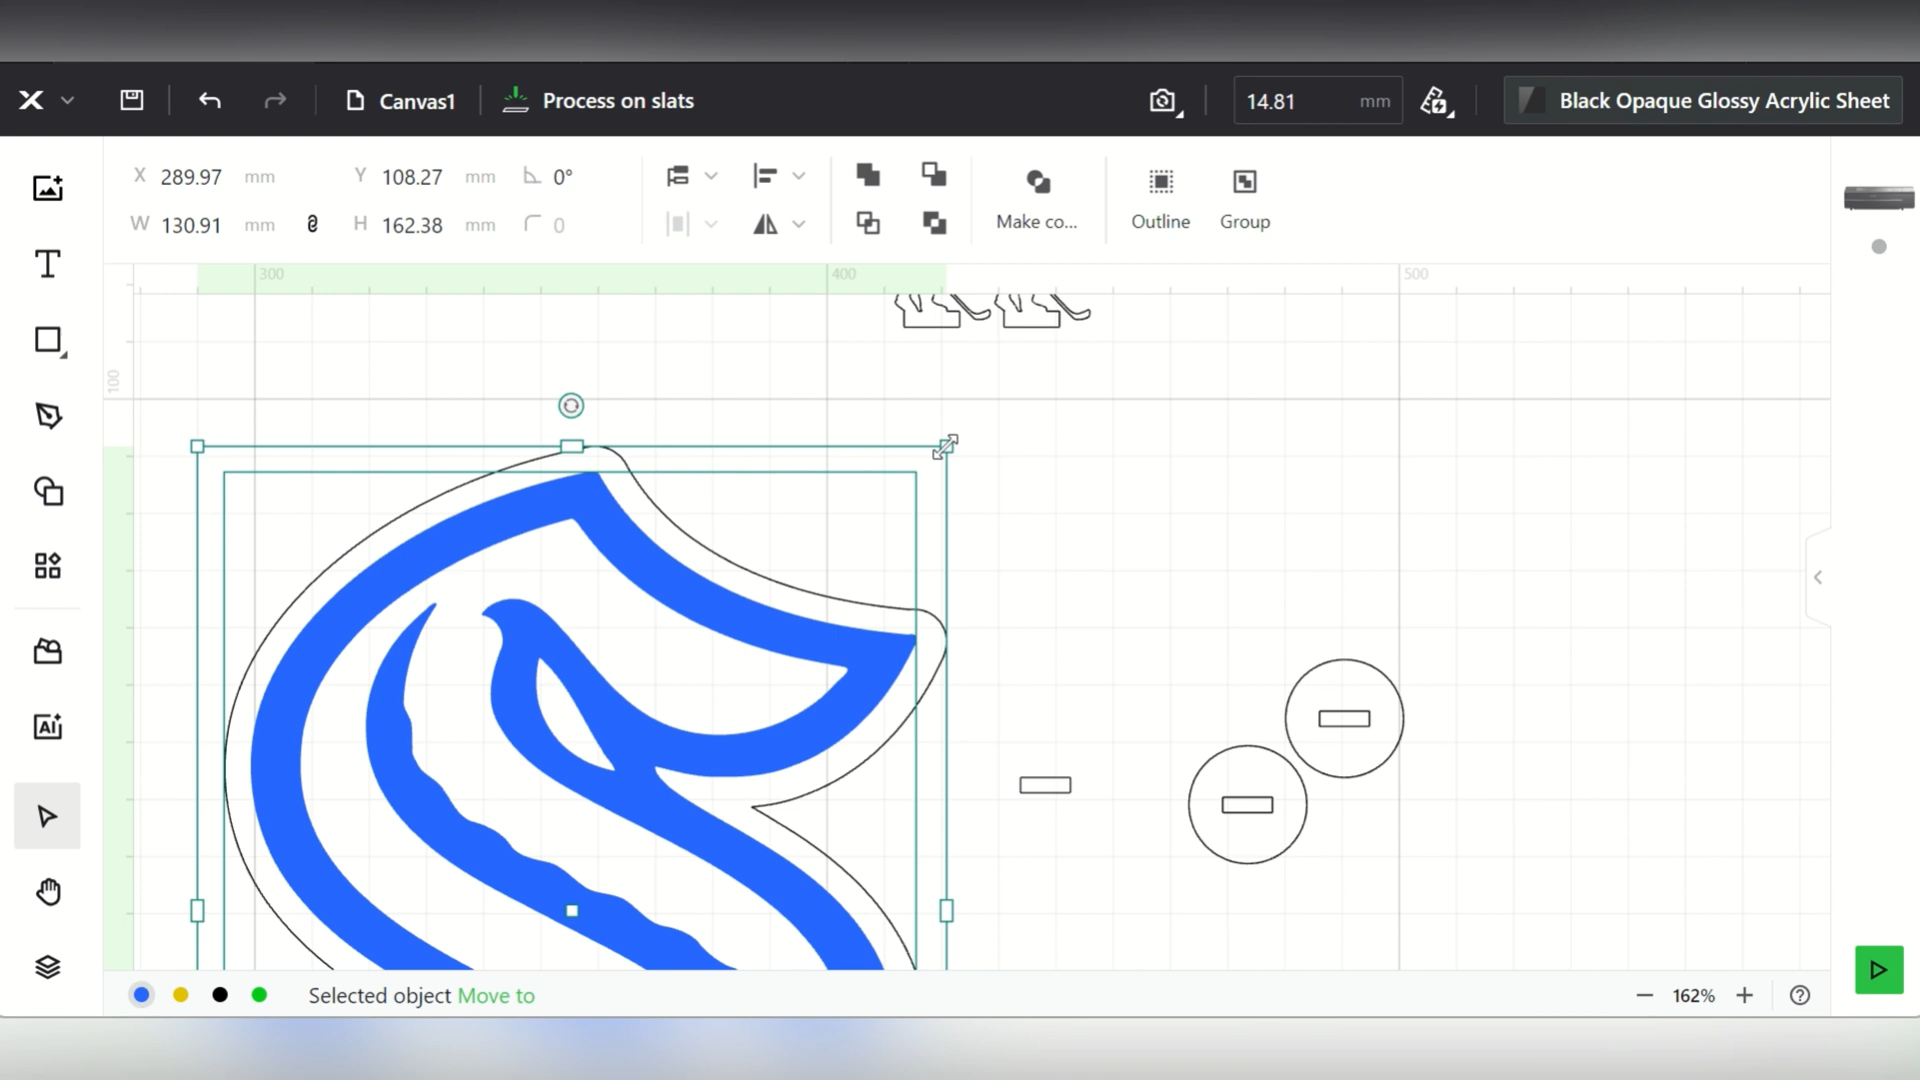 Canvas1
Process on slats
14.81 mm
Black Opaque Glossy Acrylic Sheet
X 289.97 mm Y 108.27 mm 0°
W 130.91 mm H 162.38 mm 0
Make co...
Outline
Group
300
400
500
100
AI
Selected object Move to
162%